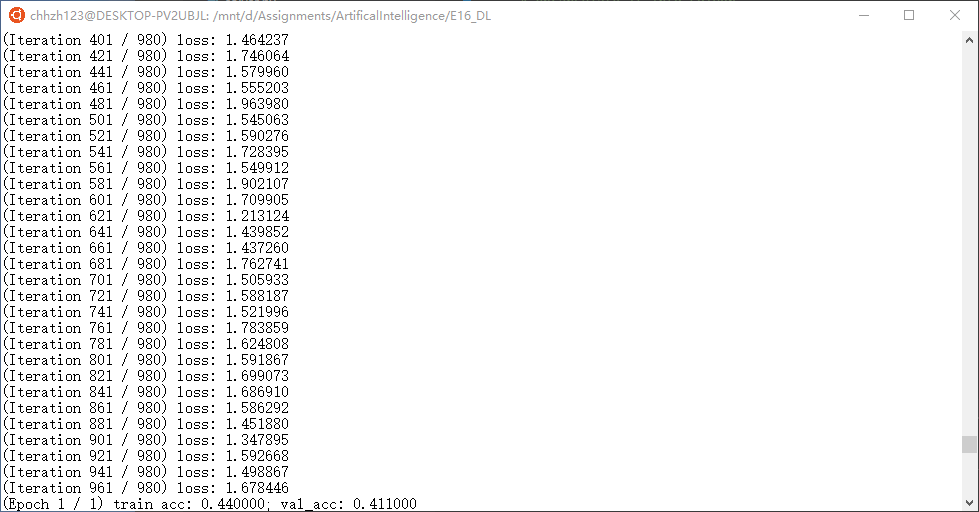 chhzh123@DESKTOP-PV2UBJL: /mnt/d/Assignments/ArtificalIntelligence/E16_DL
(Iteration 401 / 980) loss: 1.464237
(Iteration 421 / 980) loss: 1.746064
(Iteration 441 / 980) loss: 1.579960
(Iteration 461 / 980) loss: 1.555203
(Iteration 481 / 980) loss: 1.963980
(Iteration 501 / 980) loss: 1.545063
(Iteration 521 / 980) loss: 1.590276
(Iteration 541 / 980) loss: 1.728395
(Iteration 561 / 980) loss: 1.549912
(Iteration 581 / 980) loss: 1.902107
(Iteration 601 / 980) loss: 1.709905
(Iteration 621 / 980) loss: 1.213124
(Iteration 641 / 980) loss: 1.439852
(Iteration 661 / 980) loss: 1.437260
(Iteration 681 / 980) loss: 1.762741
(Iteration 701 / 980) loss: 1.505933
(Iteration 721 / 980) loss: 1.588187
(Iteration 741 / 980) loss: 1.521996
(Iteration 761 / 980) loss: 1.783859
(Iteration 781 / 980) loss: 1.624808
(Iteration 801 / 980) loss: 1.591867
(Iteration 821 / 980) loss: 1.699073
(Iteration 841 / 980) loss: 1.686910
(Iteration 861 / 980) loss: 1.586292
(Iteration 881 / 980) loss: 1.451880
(Iteration 901 / 980) loss: 1.347895
(Iteration 921 / 980) loss: 1.592668
(Iteration 941 / 980) loss: 1.498867
(Iteration 961 / 980) loss: 1.678446
(Epoch 1 / 1) train acc: 0.440000; val_acc: 0.411000